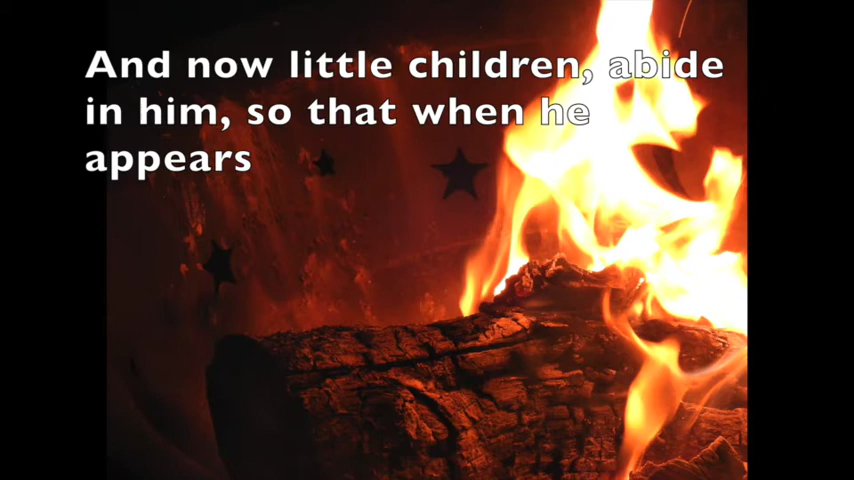 And now little children, abide
in him, so that when he
appears